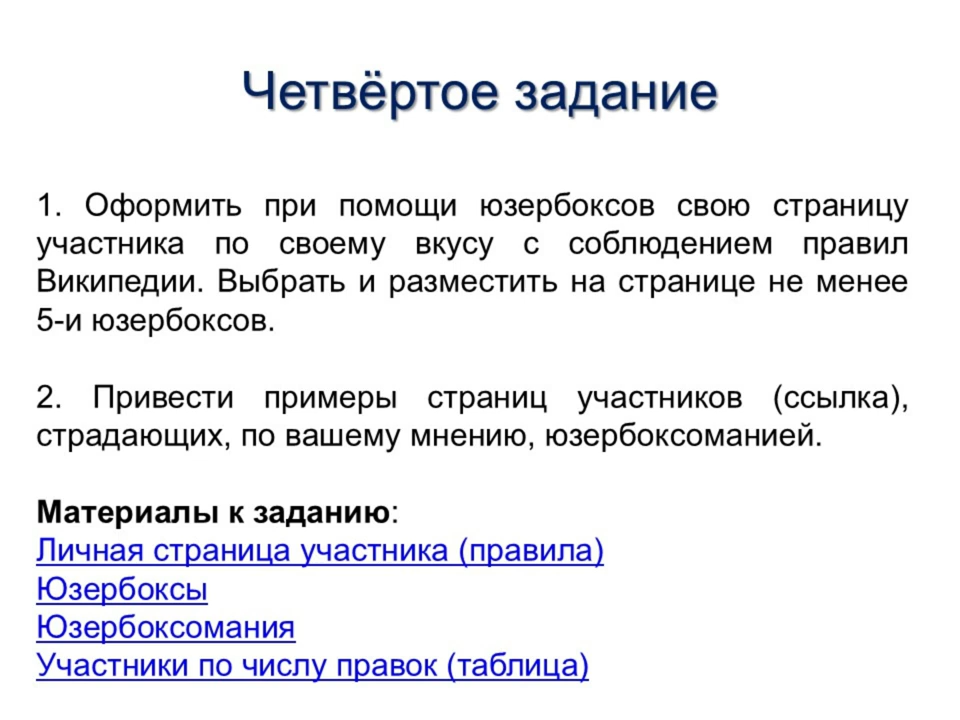 Четвёртое задание
1. Оформить при помощи юзербоксов свою страницу
участника по своему вкусу с соблюдением правил
Википедии. Выбрать и разместить на странице не менее
5-и юзербоксов.
2. Привести примеры страниц участников (ссылка),
страдающих, по вашему мнению, юзербоксоманией.
Материалы к заданию:
Личная страница участника (правила)
Юзербоксы
Юзербоксомания
Участники по числу правок (таблица)